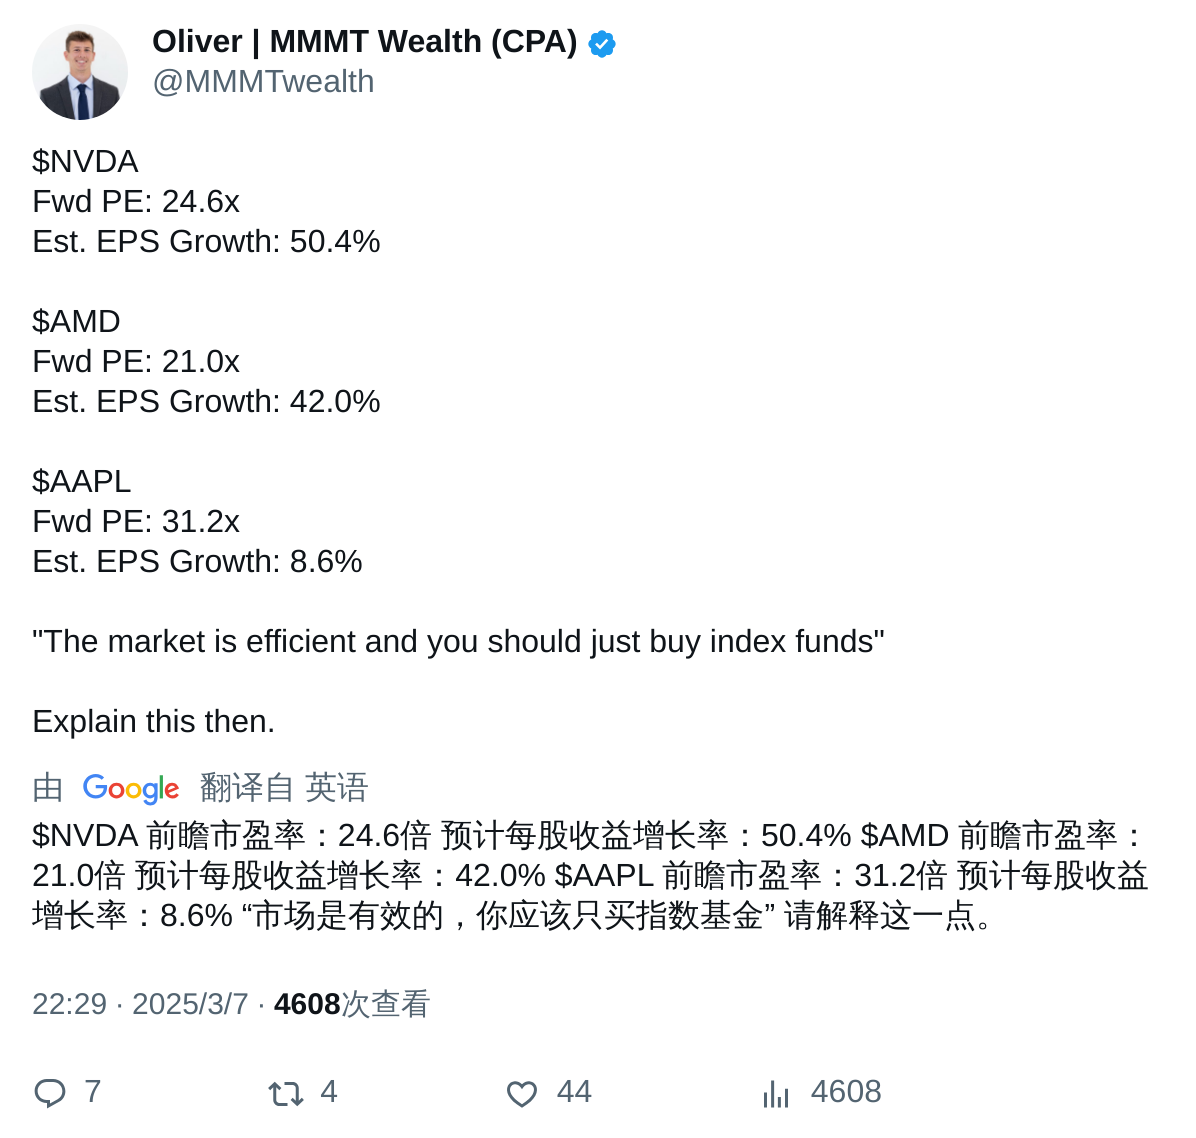 Oliver | MMMT Wealth (CPA)
@MMMTwealth
$NVDA
Fwd PE: 24.6x
Est. EPS Growth: 50.4%
$AMD
Fwd PE: 21.0x
Est. EPS Growth: 42.0%
$AAPL
Fwd PE: 31.2x
Est. EPS Growth: 8.6%
"The market is efficient and you should just buy index funds"
Explain this then.
由 Google 翻译自 英语
$NVDA 前瞻市盈率：24.6倍 预计每股收益增长率：50.4% $AMD 前瞻市盈率：
21.0倍 预计每股收益增长率：42.0% $AAPL 前瞻市盈率：31.2倍 预计每股收益
增长率：8.6% “市场是有效的，你应该只买指数基金” 请解释这一点。
22:29 · 2025/3/7 · 4608次查看
7 4 44 4608